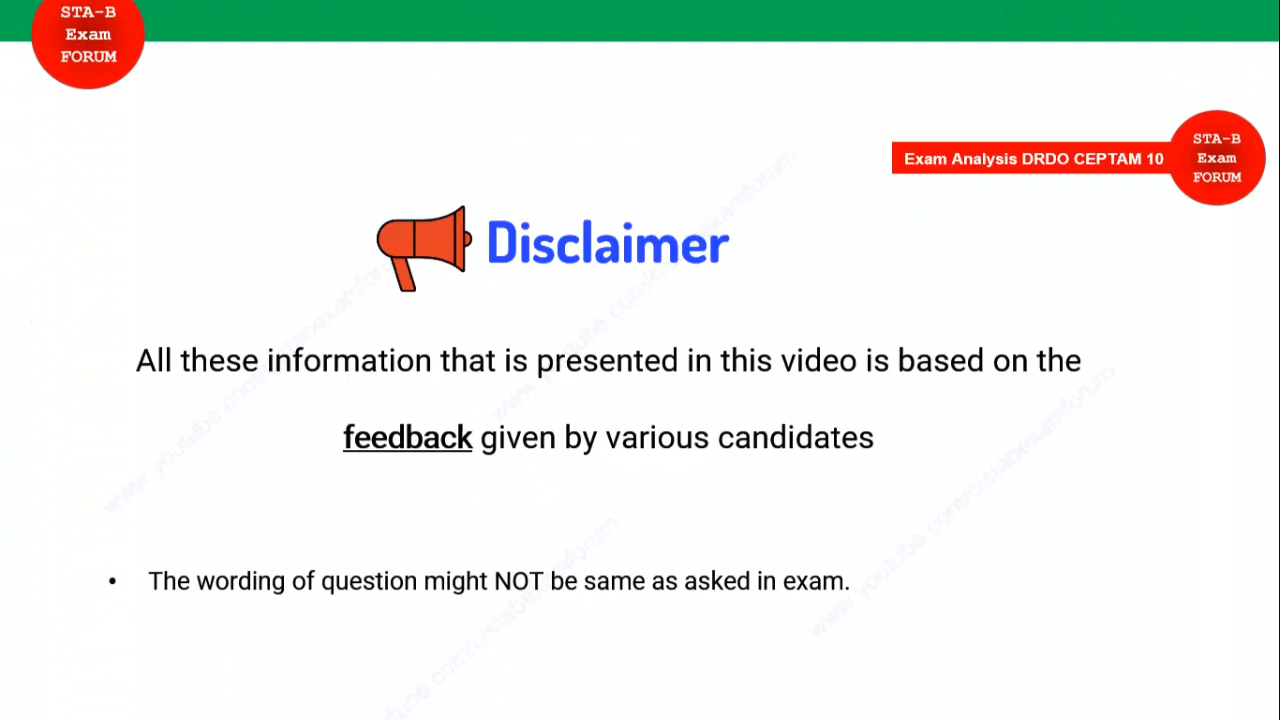 STA-B
Exam
FORUM
Exam Analysis DRDO CEPTAM 10
STA-B
Exam
FORUM
Disclaimer
All these information that is presented in this video is based on the
feedback given by various candidates
• The wording of question might NOT be same as asked in exam.